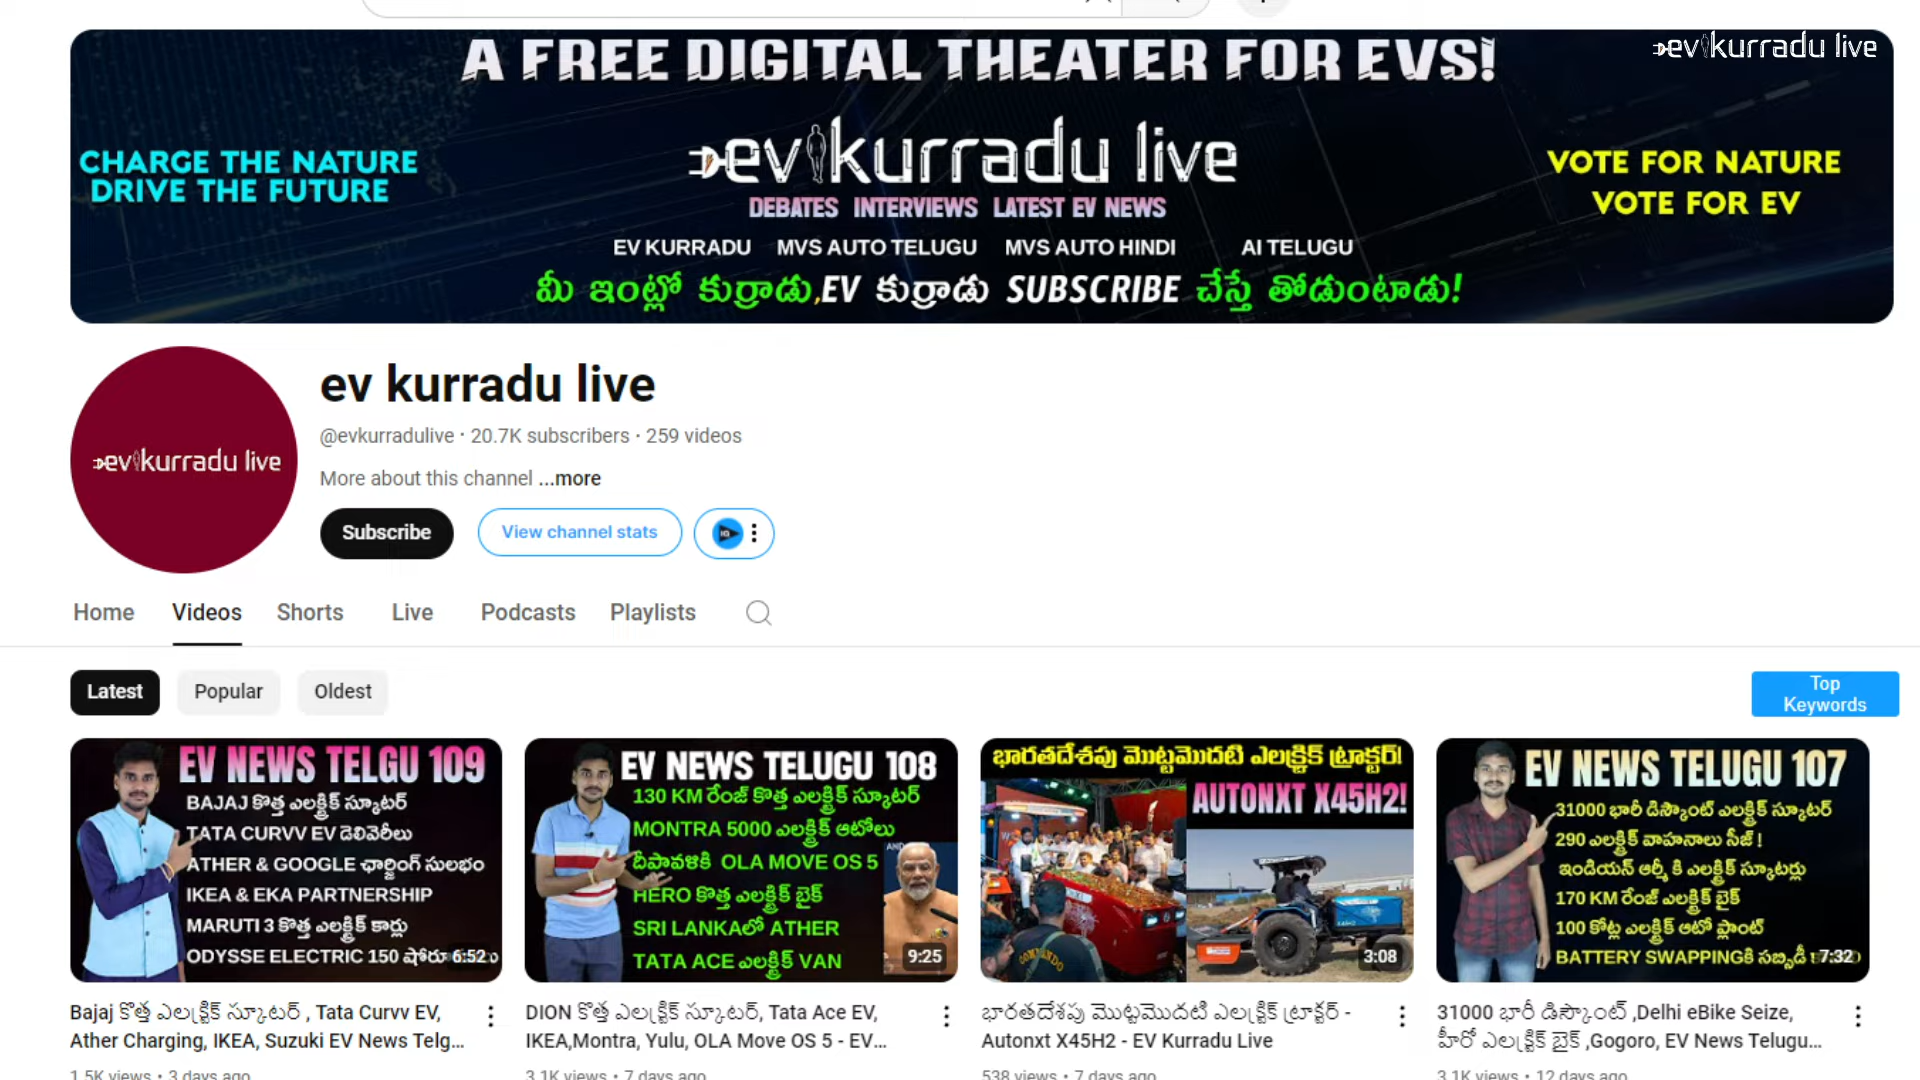 A FREE DIGITAL THEATER FOR EVS!
ev kurradu live
CHARGE THE NATURE
DRIVE THE FUTURE
ev kurradu live
VOTE FOR NATURE
VOTE FOR EV
DEBATES INTERVIEWS LATEST EV NEWS
EV KURRADU MVS AUTO TELUGU MVS AUTO HINDI AI TELUGU
మీ ఇంట్లో కుర్రాడు,EV కుర్రాడు SUBSCRIBE చేస్తే తోడుంటాడు!
ev kurradu live
ev kurradu live
@evkurradulive · 20.7K subscribers · 259 videos
More about this channel ...more
Subscribe
View channel stats
Home Videos Shorts Live Podcasts Playlists
Latest Popular Oldest
Top
Keywords
EV NEWS TELGU 109
BAJAJ కొత్త ఎలక్ట్రిక్ స్కూటర్
TATA CURVV EV డెలివెరీలు
ATHER & GOOGLE ఛార్జింగ్ సులభం
IKEA & EKA PARTNERSHIP
MARUTI 3 కొత్త ఎలక్ట్రిక్ కార్లు
ODYSSE ELECTRIC 150 షోరూ
6:52
EV NEWS TELUGU 108
130 KM రేంజ్ కొత్త ఎలక్ట్రిక్ స్కూటర్
MONTRA 5000 ఎలక్ట్రిక్ ఆటోలు
దీపావళికి OLA MOVE OS 5
HERO కొత్త ఎలక్ట్రిక్ బైక్
SRI LANKAలో ATHER
TATA ACE ఎలక్ట్రిక్ VAN
9:25
భారతదేశపు మొట్టమొదటి ఎలక్ట్రిక్ ట్రాక్టర్!
AUTONXT X45H2!
COMMANDO
3:08
EV NEWS TELUGU 107
31000 భారీ డిస్కౌంట్ ఎలక్ట్రిక్ స్కూటర్
290 ఎలక్ట్రిక్ వాహనాలు సీజ్ !
ఇండియన్ ఆర్మీ కి ఎలక్ట్రిక్ స్కూటర్లు
170 KM రేంజ్ ఎలక్ట్రిక్ బైక్
100 కోట్ల ఎలక్ట్రిక్ ఆటో ప్లాంట్
BATTERY SWAPPINGకి సబ్సిడీ
7:32
Bajaj కొత్త ఎలక్ట్రిక్ స్కూటర్ , Tata Curvv EV,
Ather Charging, IKEA, Suzuki EV News Telg...
DION కొత్త ఎలక్ట్రిక్ స్కూటర్, Tata Ace EV,
IKEA,Montra, Yulu, OLA Move OS 5 - EV...
భారతదేశపు మొట్టమొదటి ఎలక్ట్రిక్ ట్రాక్టర్ -
Autonxt X45H2 - EV Kurradu Live
31000 భారీ డిస్కౌంట్ ,Delhi eBike Seize,
హీరో ఎలక్ట్రిక్ బైక్ ,Gogoro, EV News Telugu...
1.5K views · 3 days ago
3.1K views · 7 days ago
538 views · 7 days ago
3.1K views · 12 days ago